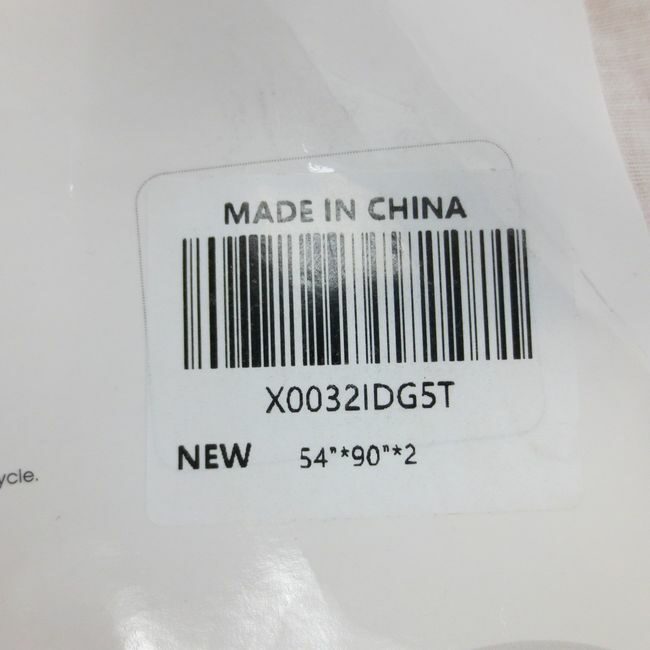 MADE IN CHINA
X0032IDG5T
NEW 54"*90"*2
ycle.